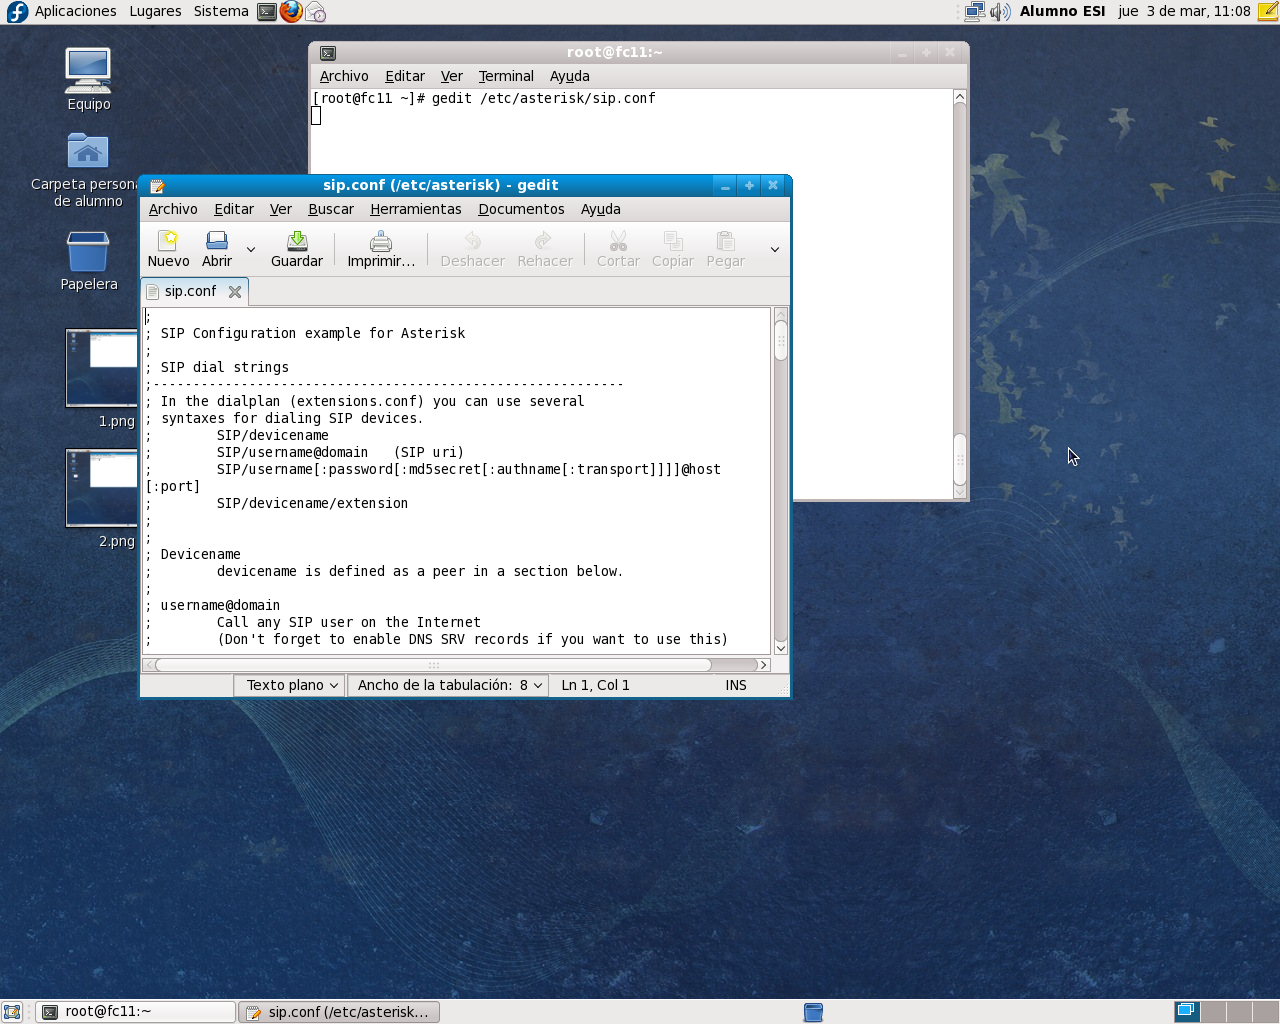 Aplicaciones Lugares Sistema
Alumno ESI jue 3 de mar, 11:08
Equipo
Carpeta persona
de alumno
Papelera
1.png
2.png
root@fc11:~
Archivo Editar Ver Terminal Ayuda
[root@fc11 ~]# gedit /etc/asterisk/sip.conf
sip.conf (/etc/asterisk) - gedit
Archivo Editar Ver Buscar Herramientas Documentos Ayuda
Nuevo Abrir Guardar Imprimir... Deshacer Rehacer Cortar Copiar Pegar
sip.conf
;
; SIP Configuration example for Asterisk
;
; SIP dial strings
;-----------------------------------------------------------
; In the dialplan (extensions.conf) you can use several
; syntaxes for dialing SIP devices.
;        SIP/devicename
;        SIP/username@domain   (SIP uri)
;        SIP/username[:password[:md5secret[:authname[:transport]]]]@host
[:port]
;        SIP/devicename/extension
;
;
; Devicename
;        devicename is defined as a peer in a section below.
;
; username@domain
;        Call any SIP user on the Internet
;        (Don't forget to enable DNS SRV records if you want to use this)
Texto plano Ancho de la tabulación: 8 Ln 1, Col 1 INS
root@fc11:~ sip.conf (/etc/asterisk...